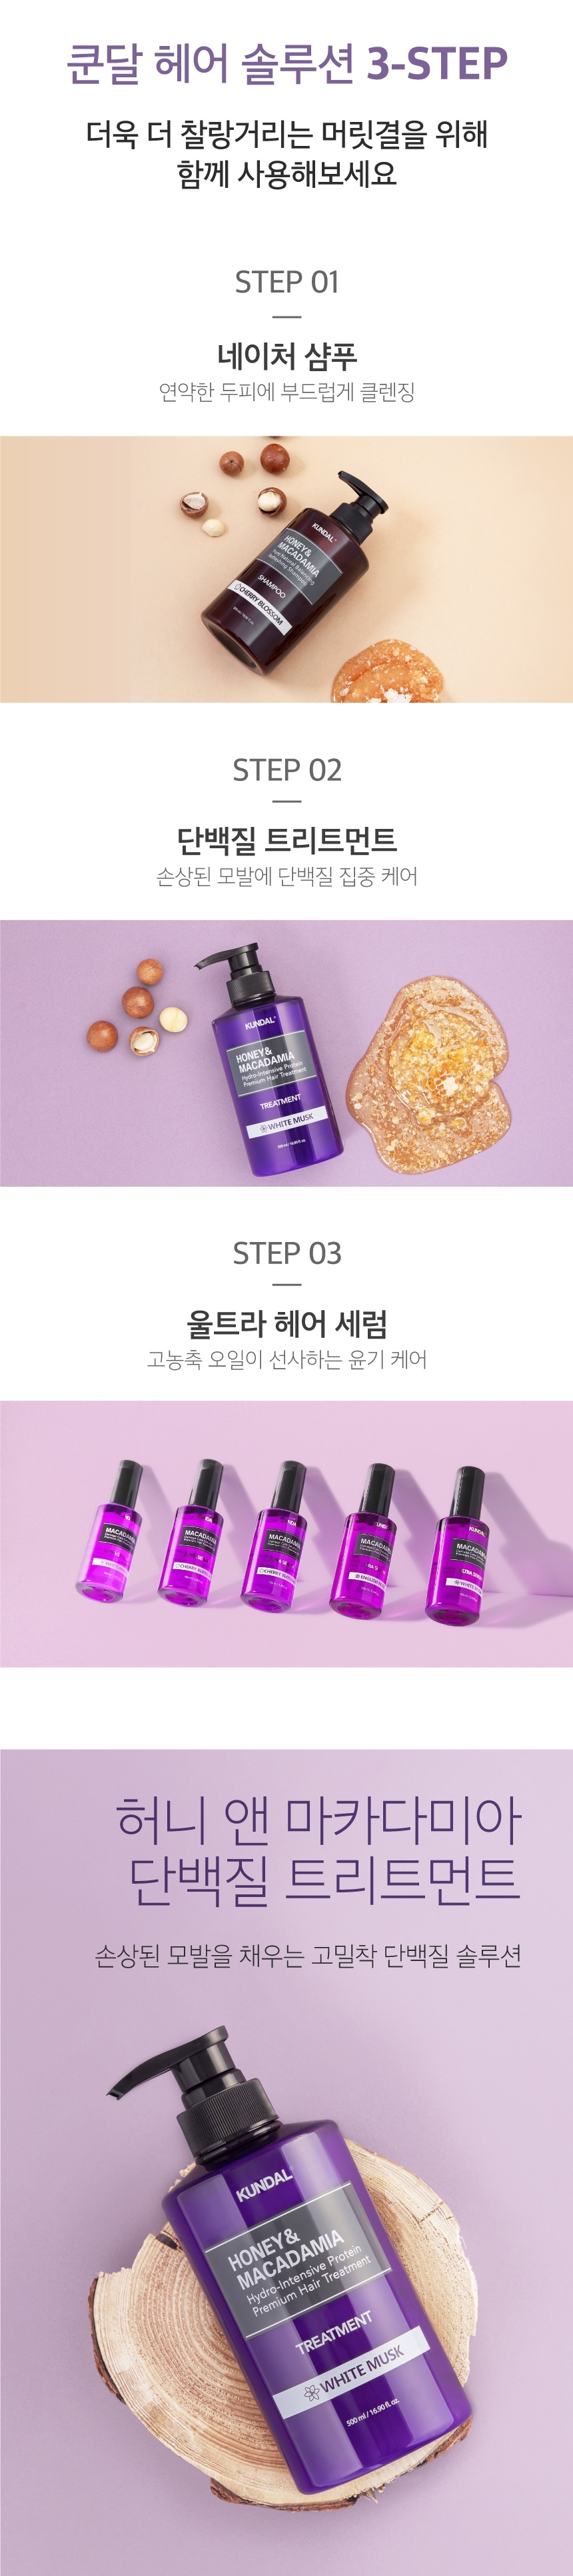 쿤달 헤어 솔루션 3-STEP
더욱 더 찰랑거리는 머릿결을 위해
함께 사용해보세요
STEP 01
네이처 샴푸
연약한 두피에 부드럽게 클렌징
KUNDAL
HONEY&
MACADAMIA
SHAMPOO
CHERRY BLOSSOM
STEP 02
단백질 트리트먼트
손상된 모발에 단백질 집중 케어
KUNDAL
HONEY&
MACADAMIA
Hydro-Intensive Protein
Premium Hair Treatment
TREATMENT
WHITE MUSK
500 ml / 16.90 fl. oz.
STEP 03
울트라 헤어 세럼
고농축 오일이 선사하는 윤기 케어
허니 앤 마카다미아
단백질 트리트먼트
손상된 모발을 채우는 고밀착 단백질 솔루션
KUNDAL
HONEY&
MACADAMIA
Hydro-Intensive Protein
Premium Hair Treatment
TREATMENT
WHITE MUSK
500 ml / 16.90 fl. oz.